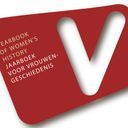 YEARBOOK
OF WOMEN'S
HISTORY
JAARBOEK
VOOR VROUWEN-
GESCHIEDENIS
V